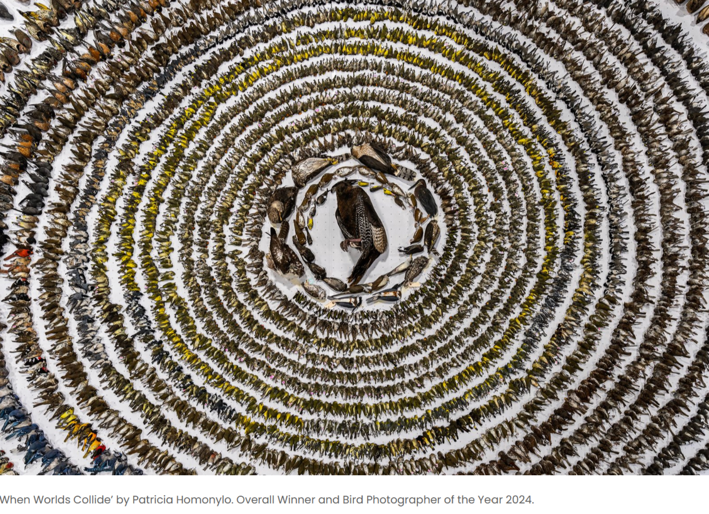 When Worlds Collide’ by Patricia Homonylo. Overall Winner and Bird Photographer of the Year 2024.